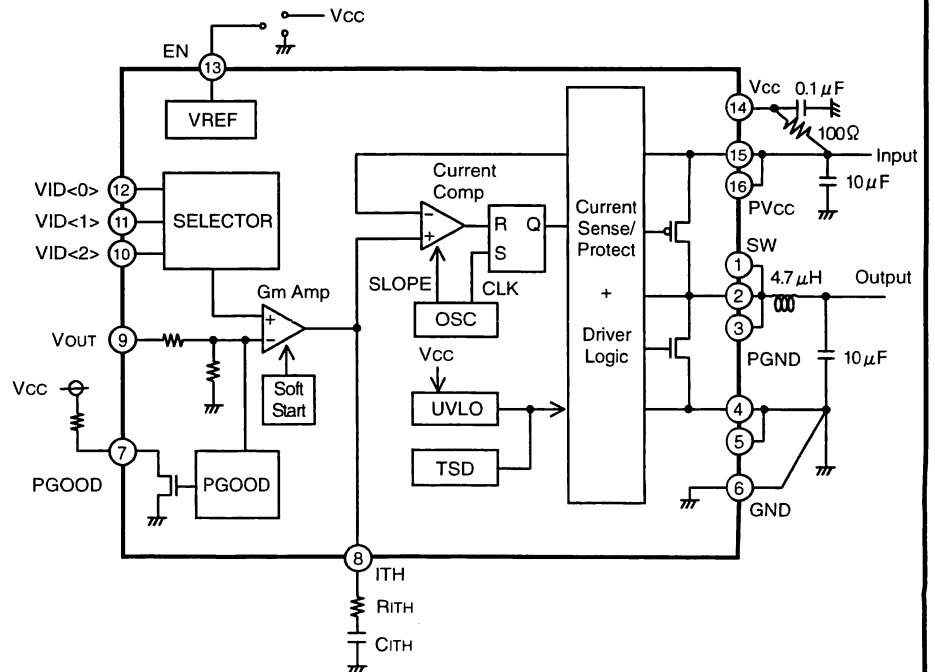 VCC
EN
13
VREF
Vcc
0.1μF
14
100Ω
15
Input
16
10μF
PVCC
VID<0>
12
VID<1>
11
VID<2>
10
SELECTOR
Current
Comp
−
+
R
Q
S
SLOPE
CLK
OSC
Current
Sense/
Protect
+
Driver
Logic
SW
1
4.7μH
Output
2
3
PGND
10μF
4
5
6
GND
Gm Amp
+
−
VOUT
9
Soft
Start
VCC
VCC
UVLO
TSD
7
PGOOD
PGOOD
8
ITH
RITH
CITH